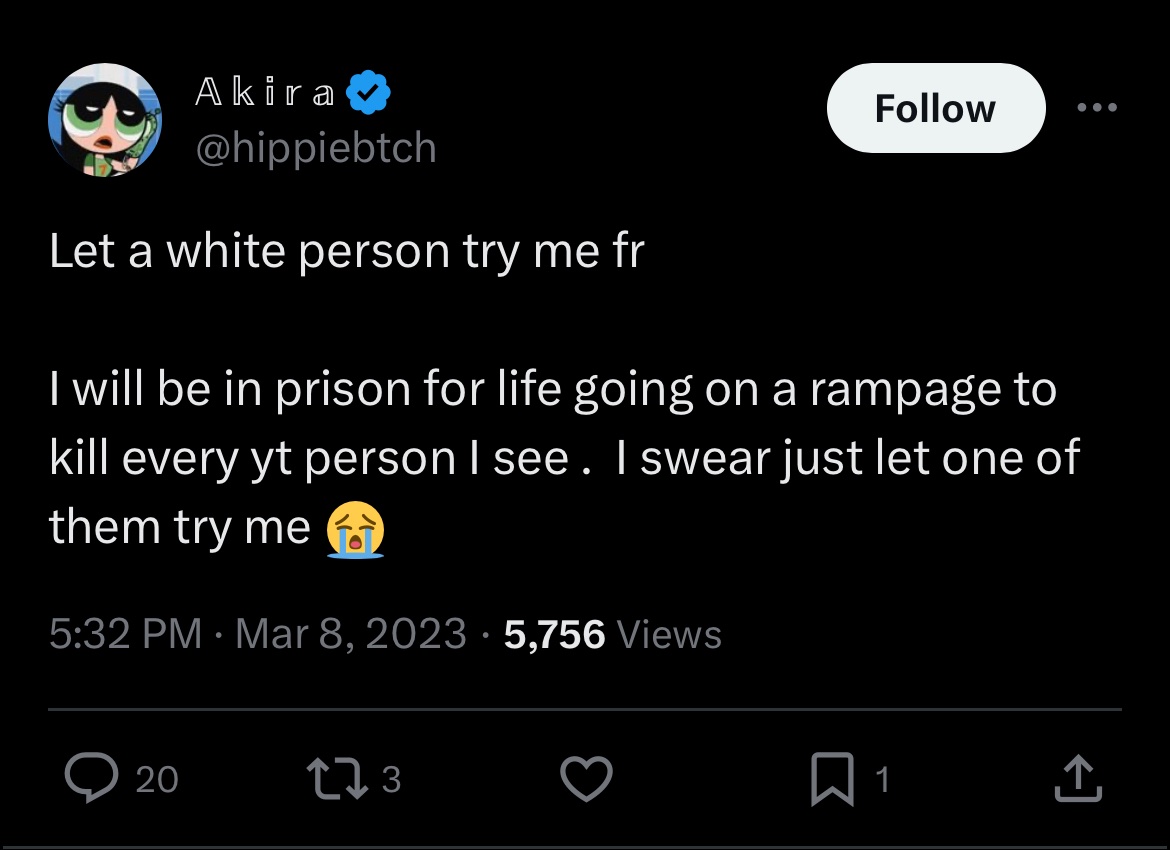 𝔸 𝕜 𝕚 𝕣 𝕒
@hippiebtch
Follow
Let a white person try me fr
I will be in prison for life going on a rampage to
kill every yt person I see .  I swear just let one of
them try me 😭
5:32 PM · Mar 8, 2023 · 5,756 Views
20 3 1